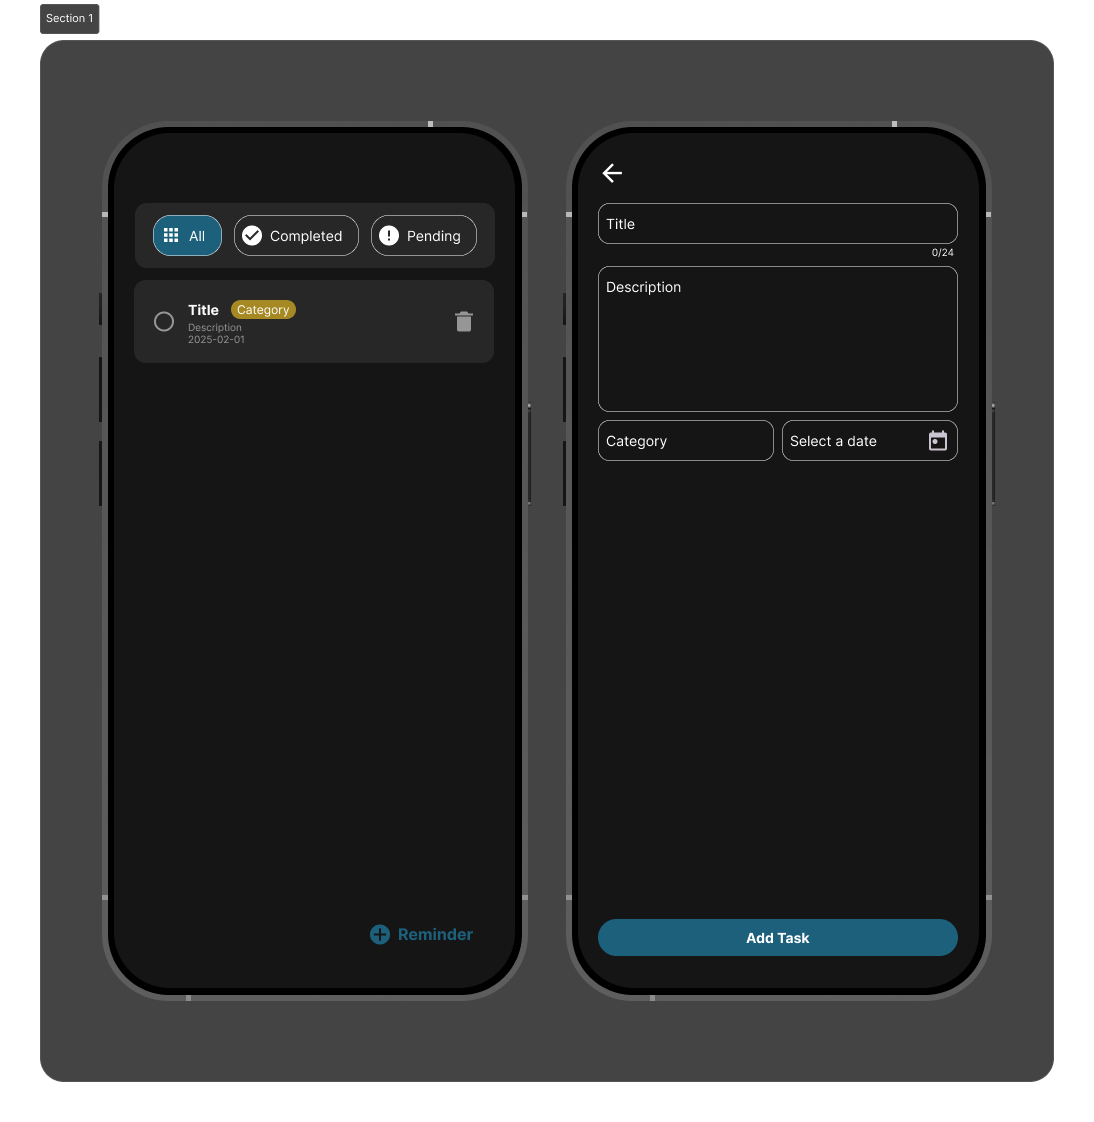 Section 1
All
Completed
Pending
Title
Category
Description
2025-02-01
Reminder
Title
0/24
Description
Category
Select a date
Add Task